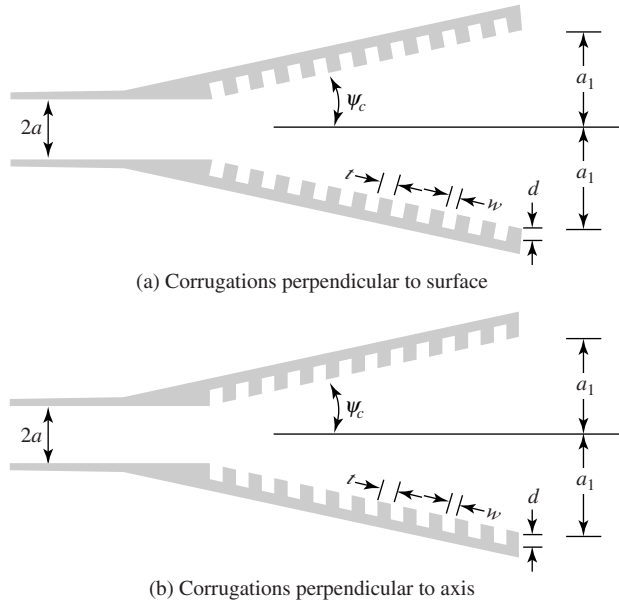 a₁
ψc
2a
a₁
t
w
d
(a) Corrugations perpendicular to surface
a₁
ψc
2a
a₁
t
w
d
(b) Corrugations perpendicular to axis